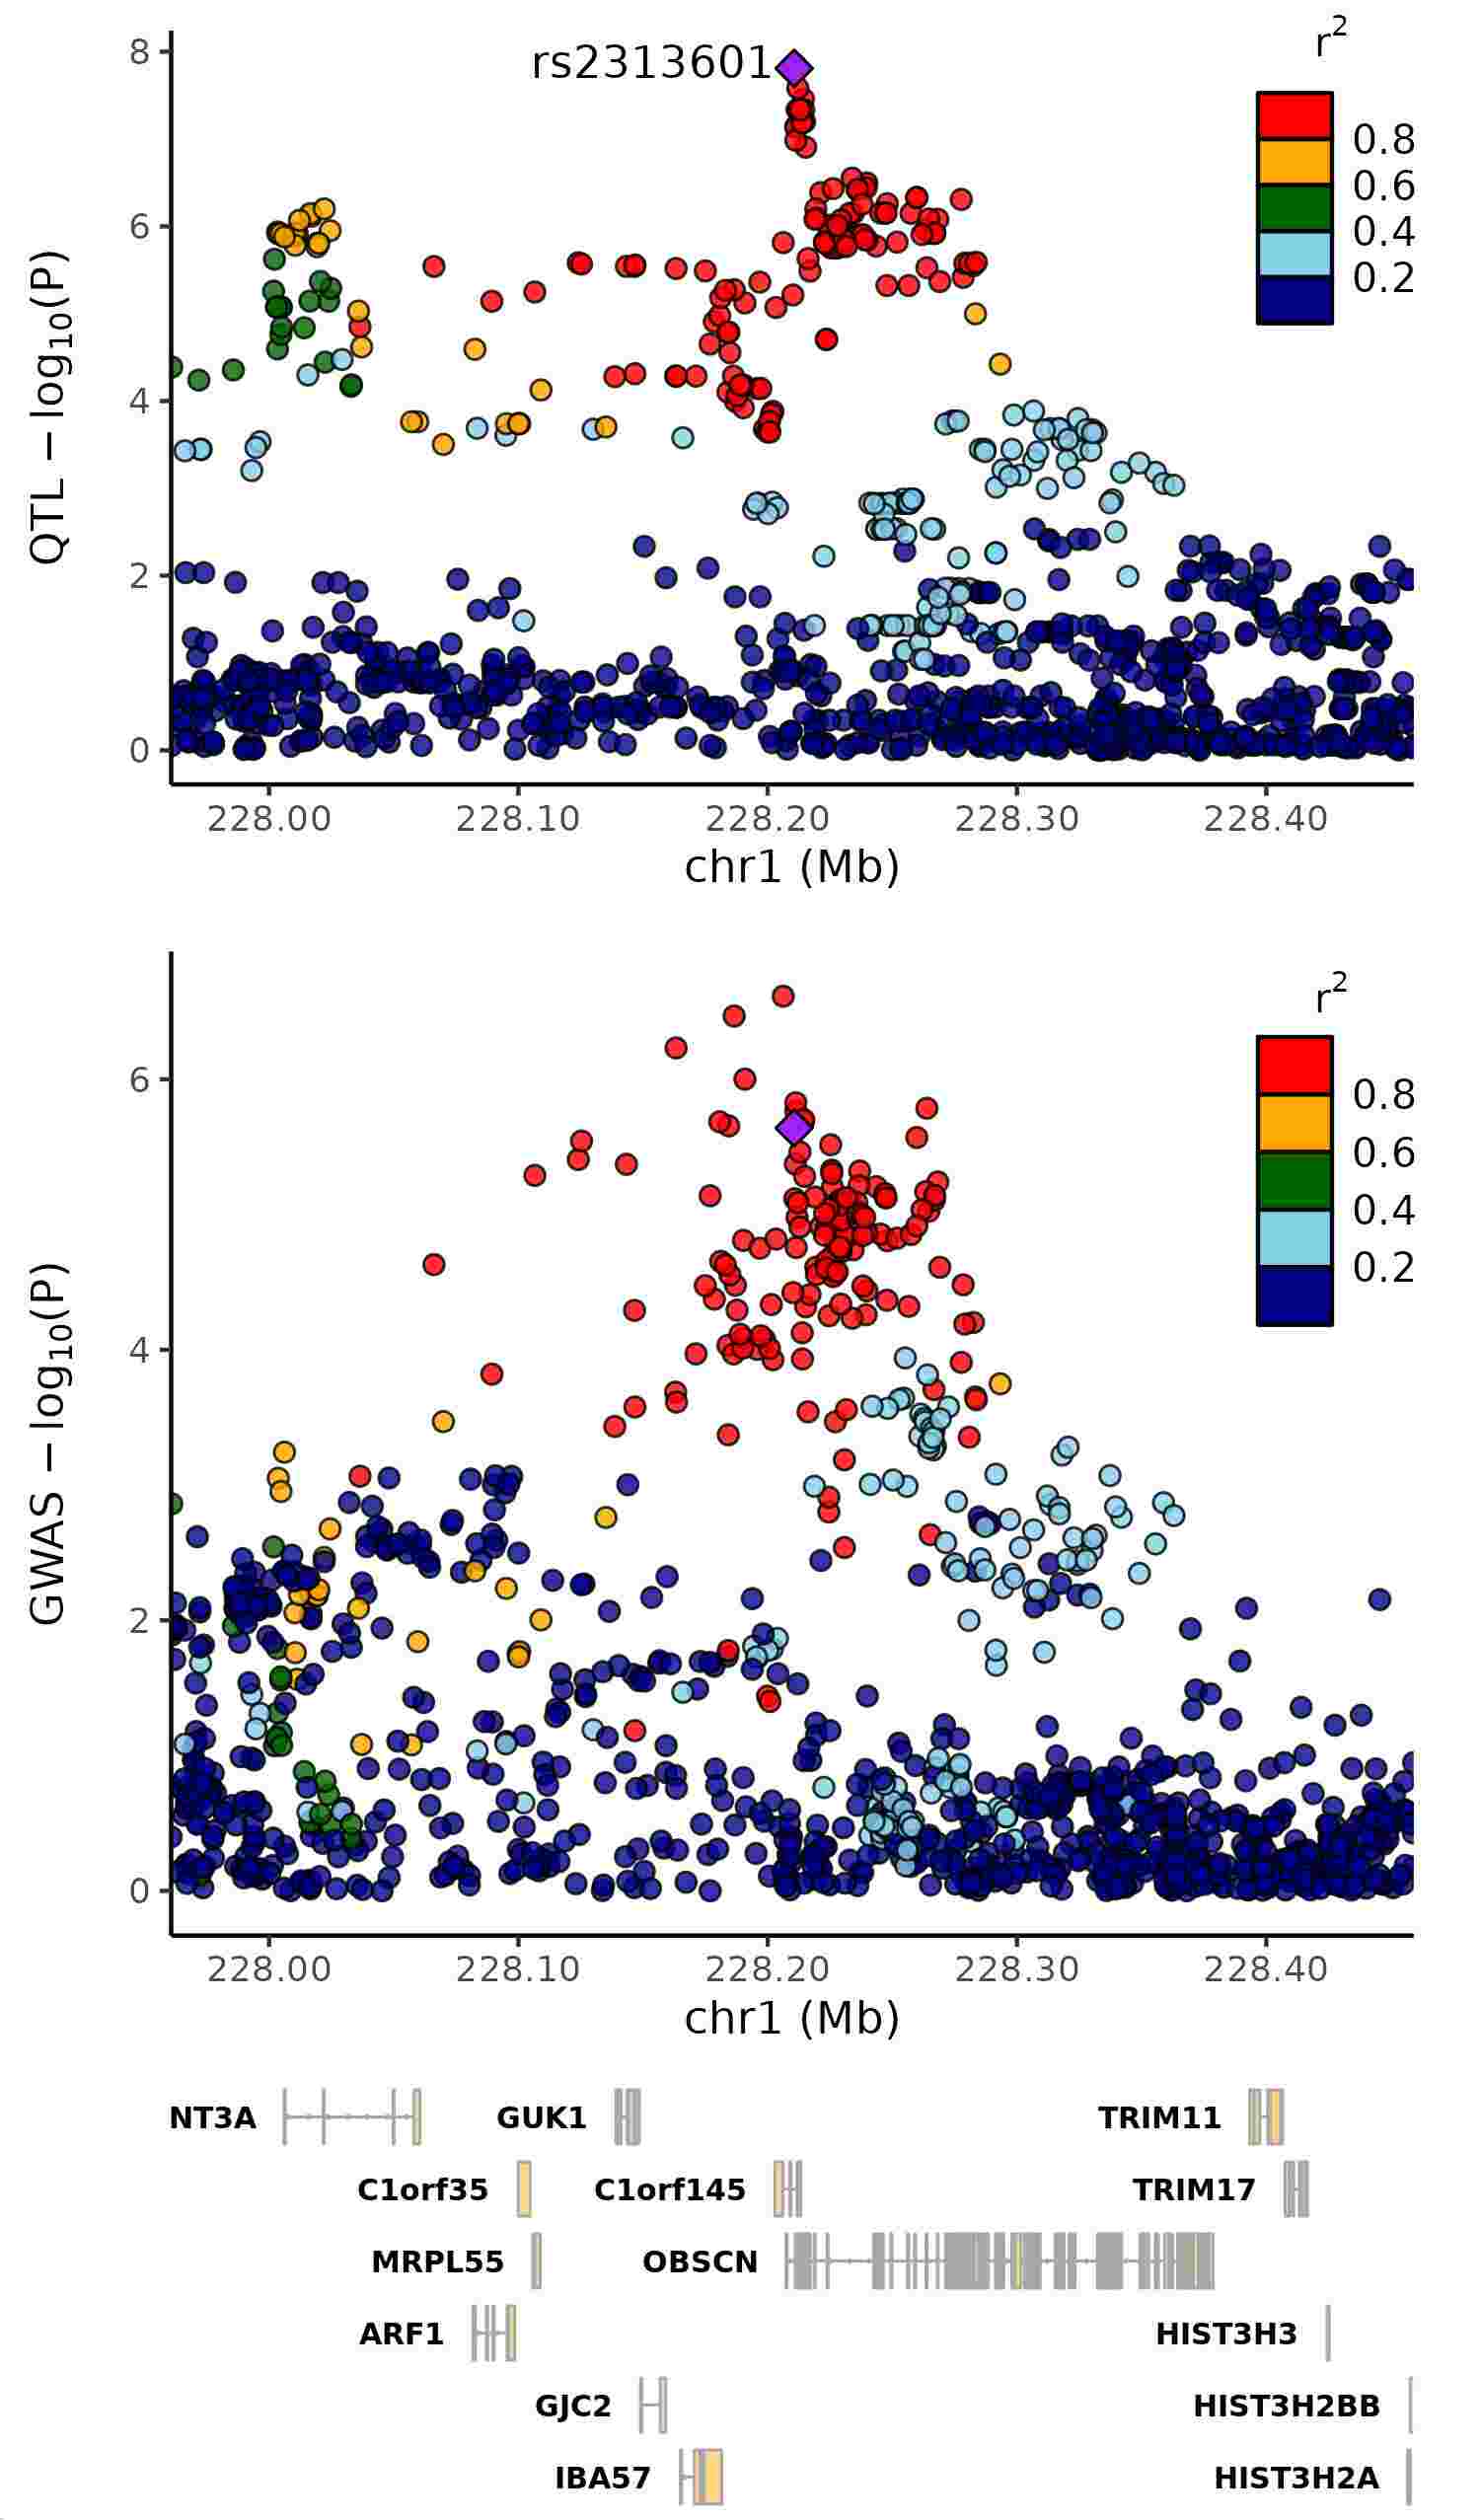 r²
8
rs2313601
0.8
0.6
0.4
0.2
6
4
2
0
QTL −log₁₀(P)
228.00 228.10 228.20 228.30 228.40
chr1 (Mb)
r²
0.8
0.6
0.4
0.2
6
4
2
0
GWAS −log₁₀(P)
228.00 228.10 228.20 228.30 228.40
chr1 (Mb)
NT3A GUK1 TRIM11
C1orf35 C1orf145 TRIM17
MRPL55 OBSCN
ARF1 HIST3H3
GJC2 HIST3H2BB
IBA57 HIST3H2A